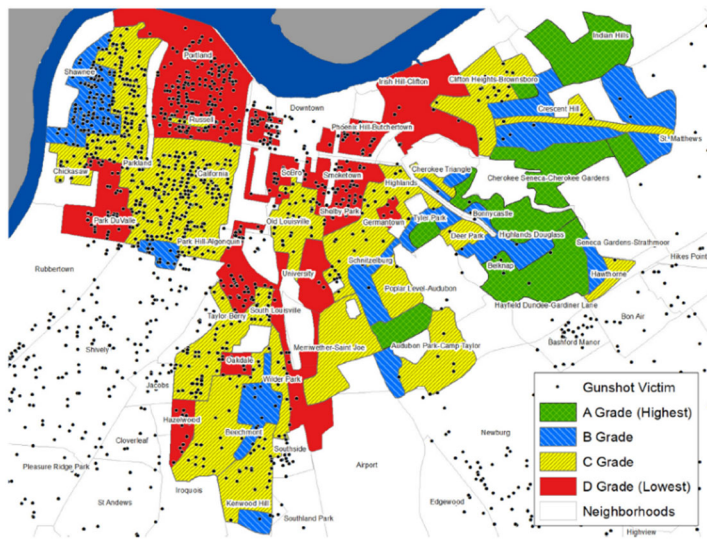 Indian Hills
Portland
Shawnee
Irish Hill-Clifton
Clifton Heights-Brownsboro
Crescent Hill
Downtown
Russell
Phoenix Hill-Butchertown
St. Matthews
Parkland
Chickasaw
California
SoBro
Smoketown
Cherokee Triangle
Cherokee Seneca-Cherokee Gardens
Highlands
Shelby Park
Park DuValle
Old Louisville
Germantown
Tyler Park
Bonnycastle
Highlands Douglass
Deer Park
Park Hill-Algonquin
Seneca Gardens-Strathmoor
Hikes Point
Rubbertown
Schnitzelburg
Belknap
University
Hawthorne
Poplar Level-Audubon
Hayfield Dundee-Gardiner Lane
Taylor Berry
South Louisville
Bon Air
Shively
Merriwether-Saint Joe
Audubon Park-Camp Taylor
Bashford Manor
Oakdale
Jacobs
Wilder Park
Hazelwood
Beechmont
Cloverleaf
Southside
Newburg
Pleasure Ridge Park
Airport
Iroquois
St Andrews
Kenwood Hill
Edgewood
Southland Park
Highview
Gunshot Victim
A Grade (Highest)
B Grade
C Grade
D Grade (Lowest)
Neighborhoods